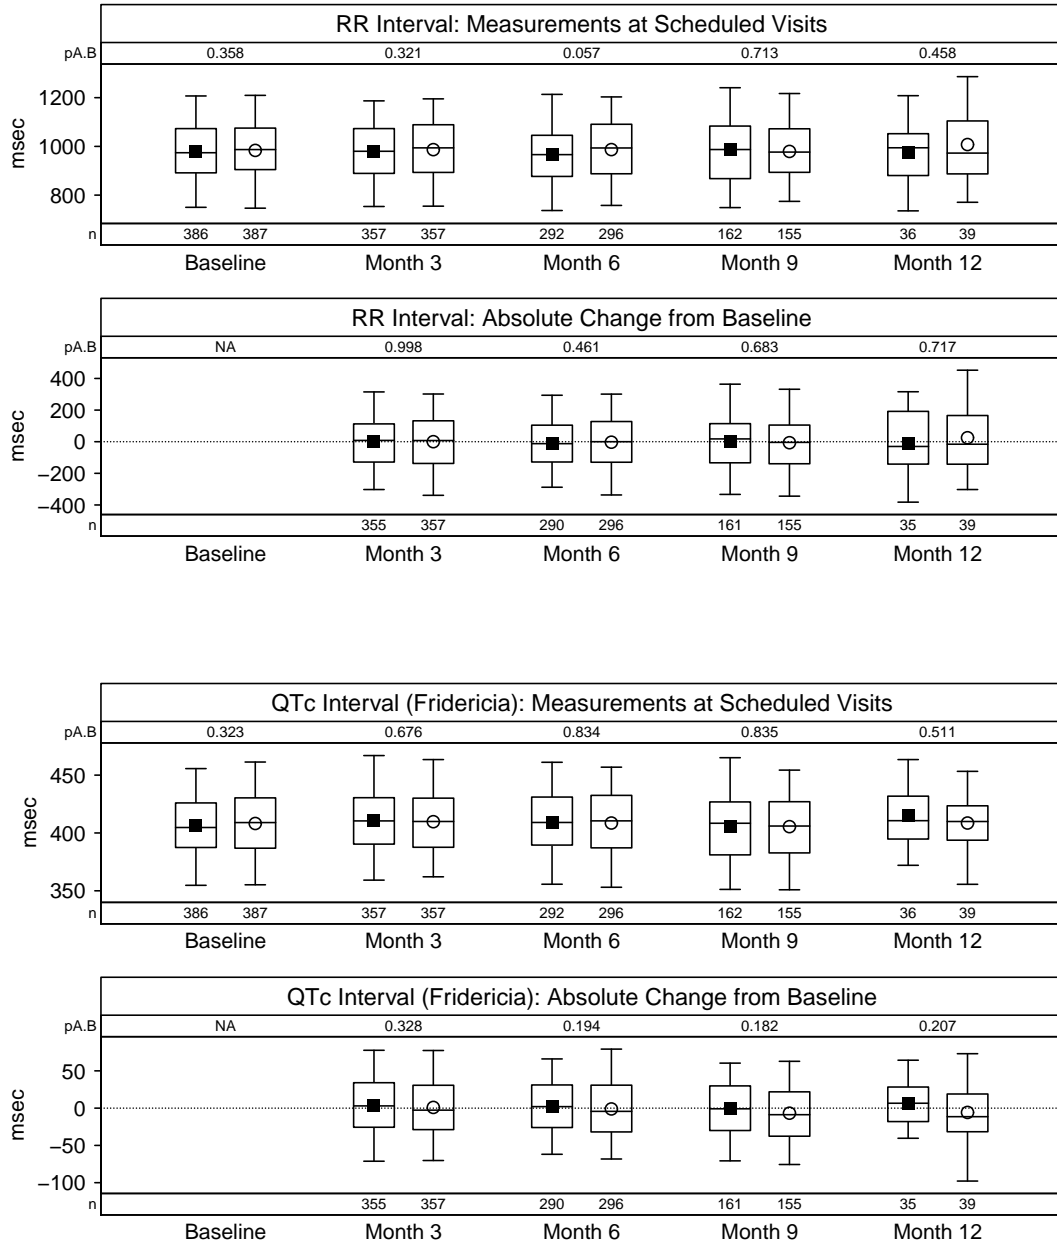 RR Interval: Measurements at Scheduled Visits
pA.B 0.358 0.321 0.057 0.713 0.458
msec
1200
1000
800
n 386 387 357 357 292 296 162 155 36 39
Baseline Month 3 Month 6 Month 9 Month 12
RR Interval: Absolute Change from Baseline
pA.B NA 0.998 0.461 0.683 0.717
msec
400
200
0
−200
−400
n 355 357 290 296 161 155 35 39
Baseline Month 3 Month 6 Month 9 Month 12
QTc Interval (Fridericia): Measurements at Scheduled Visits
pA.B 0.323 0.676 0.834 0.835 0.511
msec
450
400
350
n 386 387 357 357 292 296 162 155 36 39
Baseline Month 3 Month 6 Month 9 Month 12
QTc Interval (Fridericia): Absolute Change from Baseline
pA.B NA 0.328 0.194 0.182 0.207
msec
50
0
−50
−100
n 355 357 290 296 161 155 35 39
Baseline Month 3 Month 6 Month 9 Month 12